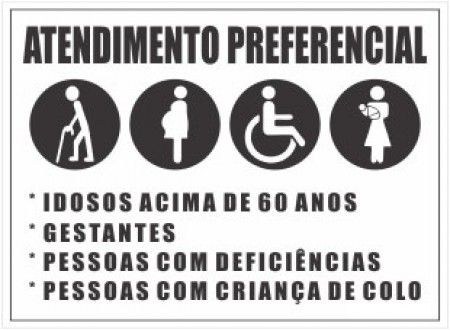 ATENDIMENTO PREFERENCIAL
* IDOSOS ACIMA DE 60 ANOS
* GESTANTES
* PESSOAS COM DEFICIÊNCIAS
* PESSOAS COM CRIANÇA DE COLO